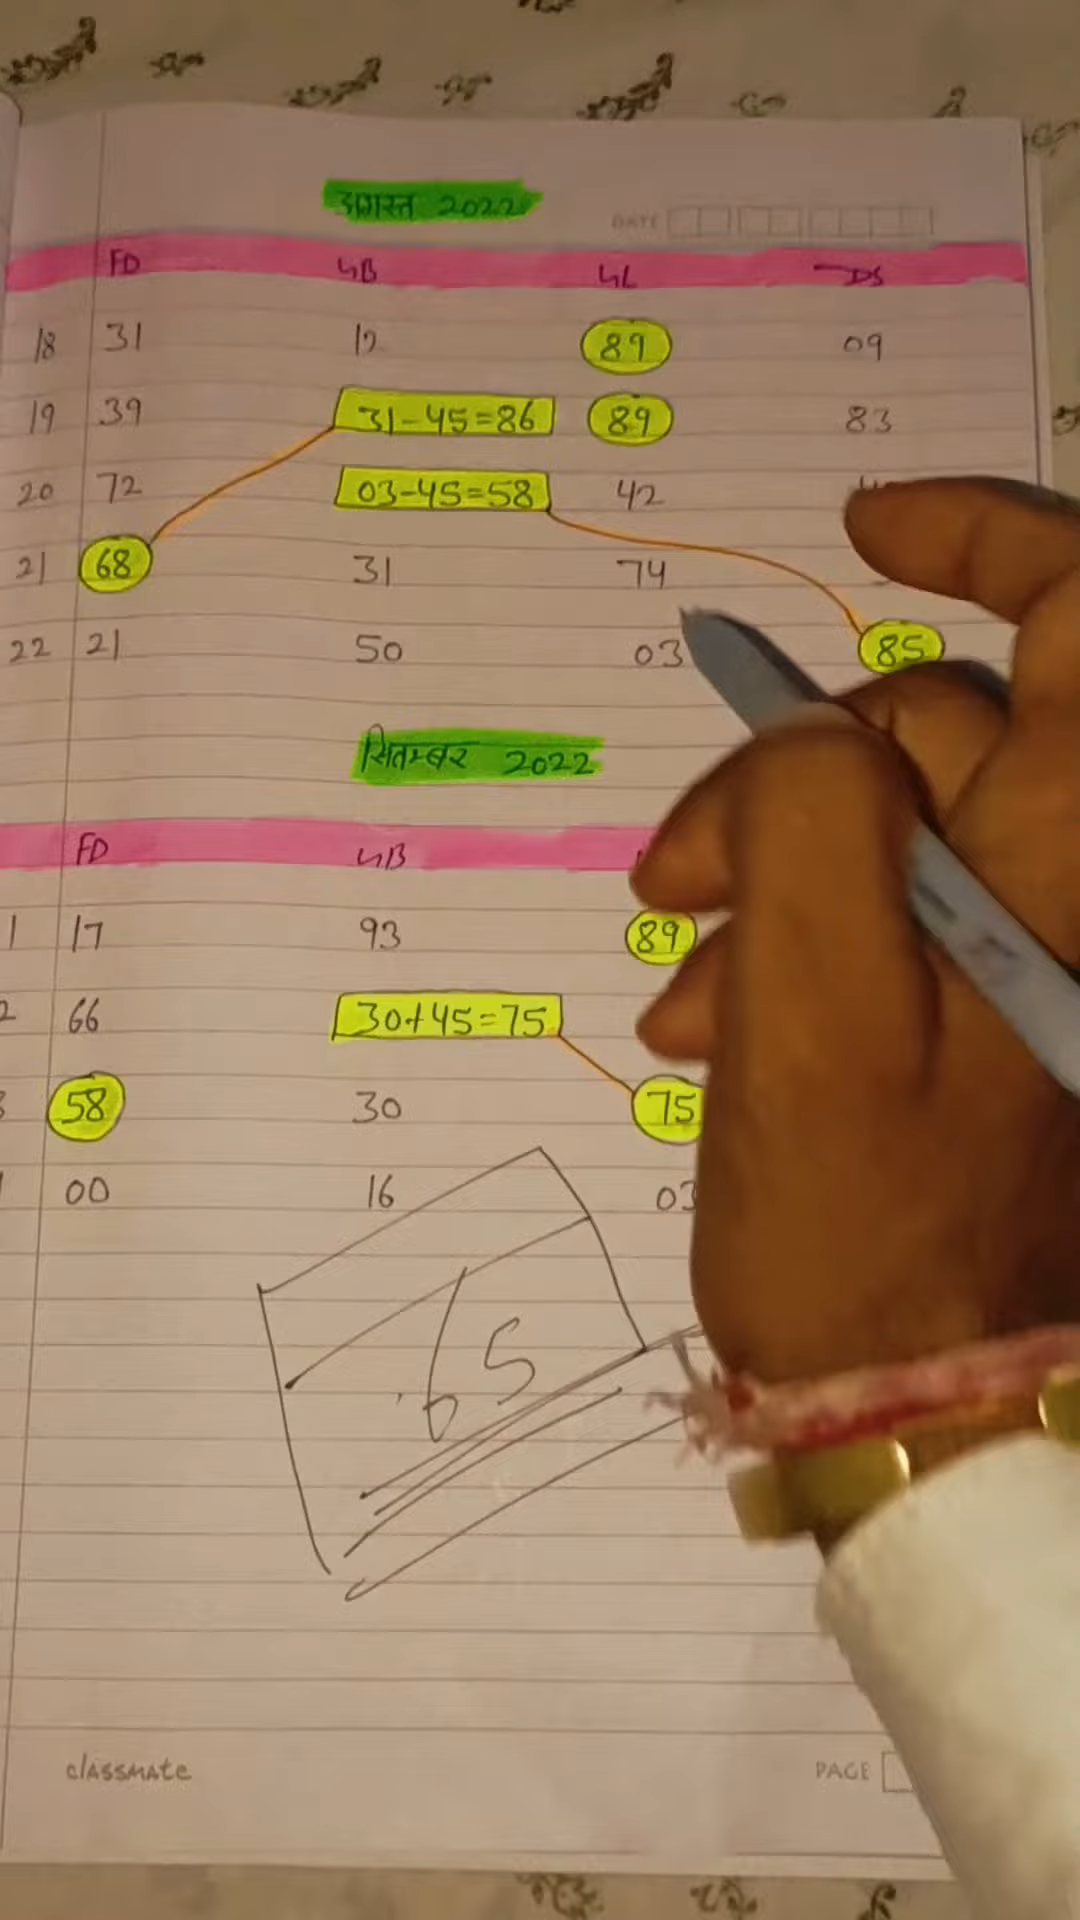 अगस्त 2022
DATE
FD GB GL DS
18 31 12 89 09
19 39 31-45=86 89 83
20 72 03-45=58 42
21 68 31 74
22 21 50 03 85
सितम्बर 2022
FD GB
1 17 93 89
2 66 30+45=75
3 58 30 75
00 16 03
65
classmate
PAGE